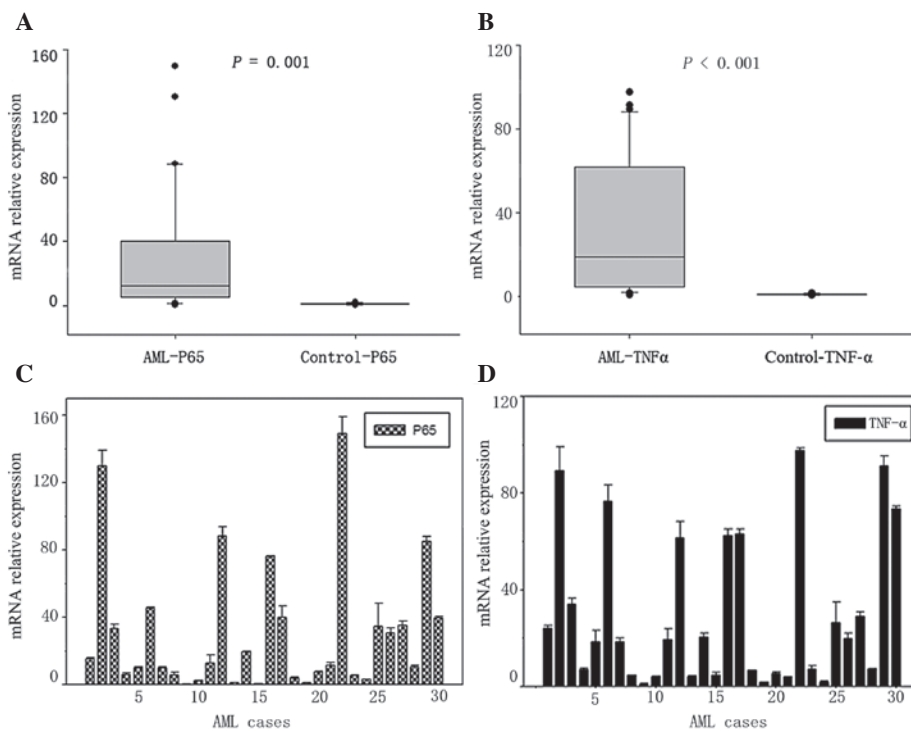 A
mRNA relative expression
160
120
80
40
0
P = 0.001
AML-P65
Control-P65
B
mRNA relative expression
120
80
40
0
P < 0.001
AML-TNFα
Control-TNF-α
C
mRNA relative expression
160
120
80
40
0
P65
5 10 15 20 25 30
AML cases
D
mRNA relative expression
120
80
40
0
TNF-α
5 10 15 20 25 30
AML cases